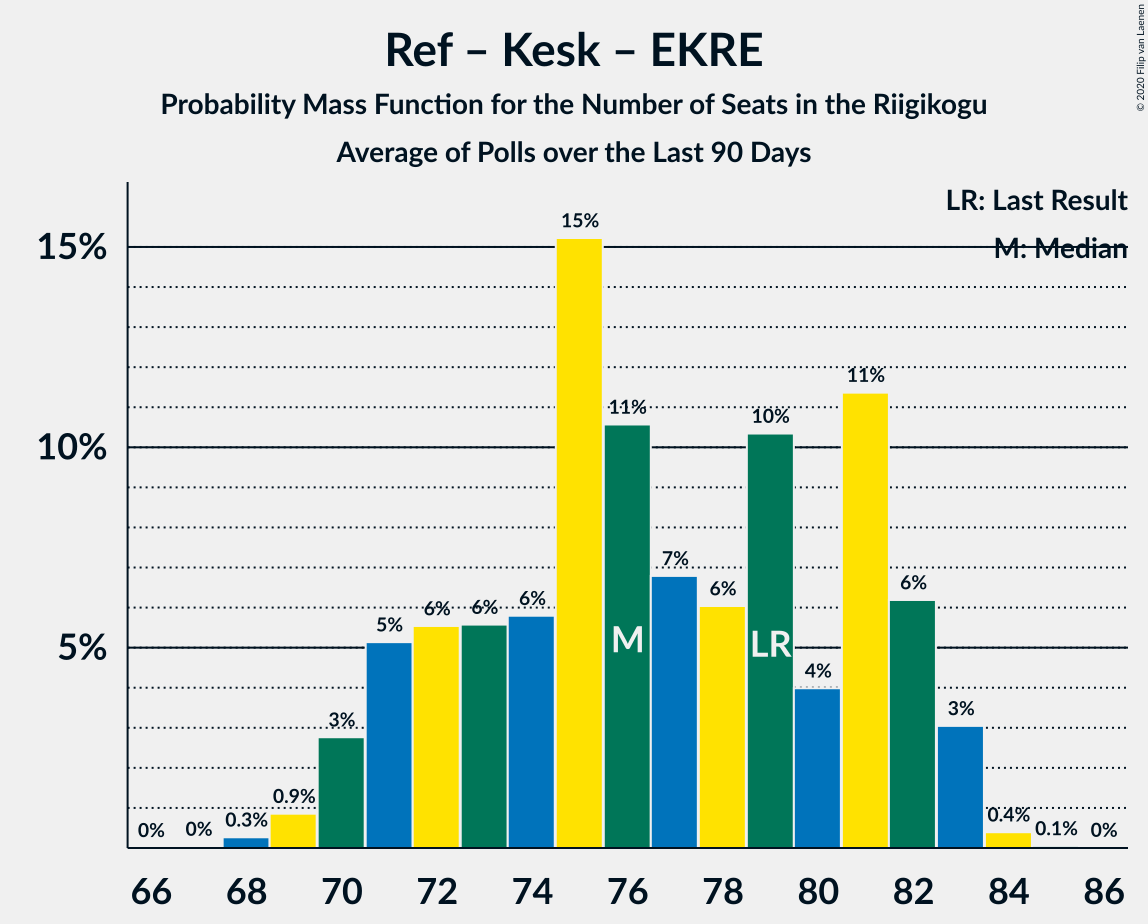 Ref – Kesk – EKRE
Probability Mass Function for the Number of Seats in the Riigikogu
Average of Polls over the Last 90 Days
© 2020 Filip van Laenen
LR: Last Result
M: Median
15%
10%
5%
0%
0%
0.3%
0.9%
3%
5%
6%
6%
6%
15%
11%
7%
6%
10%
4%
11%
6%
3%
0.4%
0.1%
0%
M
LR
66 68 70 72 74 76 78 80 82 84 86